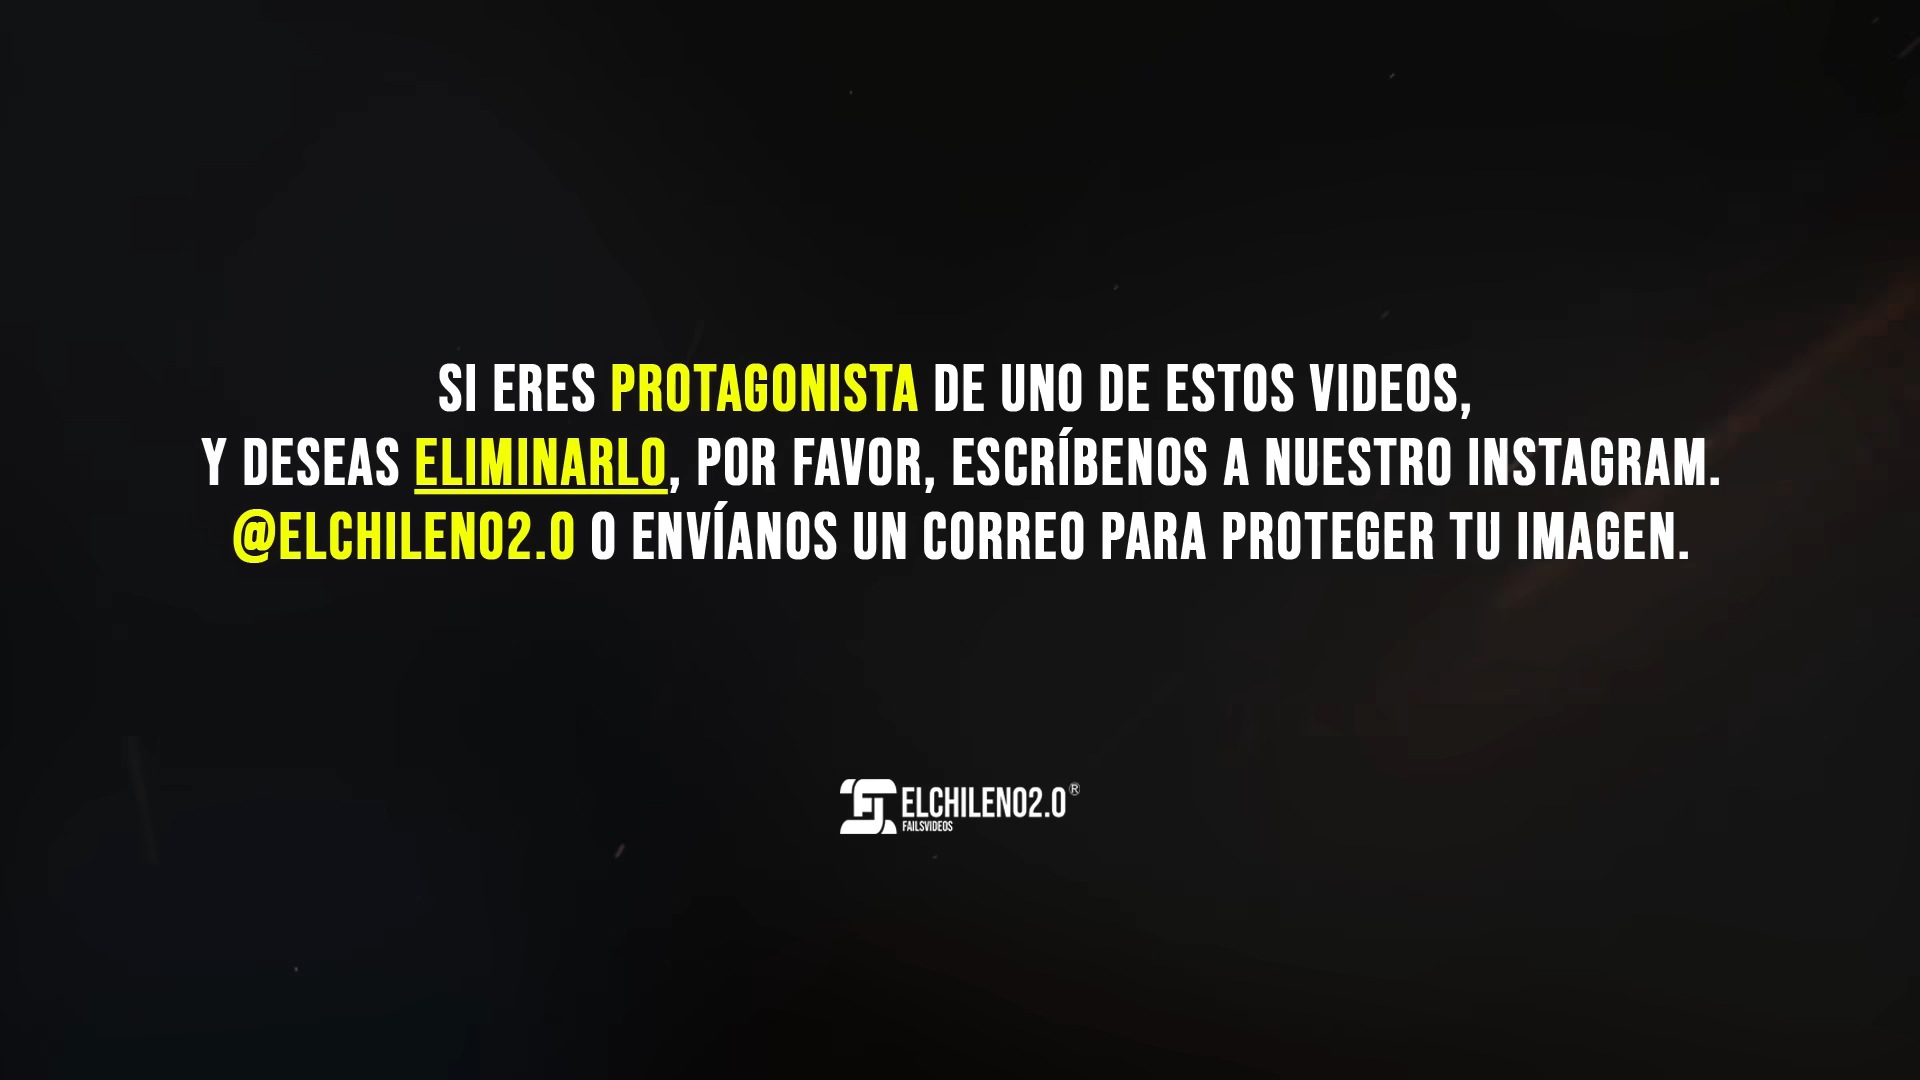 SI ERES PROTAGONISTA DE UNO DE ESTOS VIDEOS,
Y DESEAS ELIMINARLO, POR FAVOR, ESCRÍBENOS A NUESTRO INSTAGRAM.
@ELCHILENO2.0 O ENVÍANOS UN CORREO PARA PROTEGER TU IMAGEN.
ELCHILENO2.0®
FAILSVIDEOS